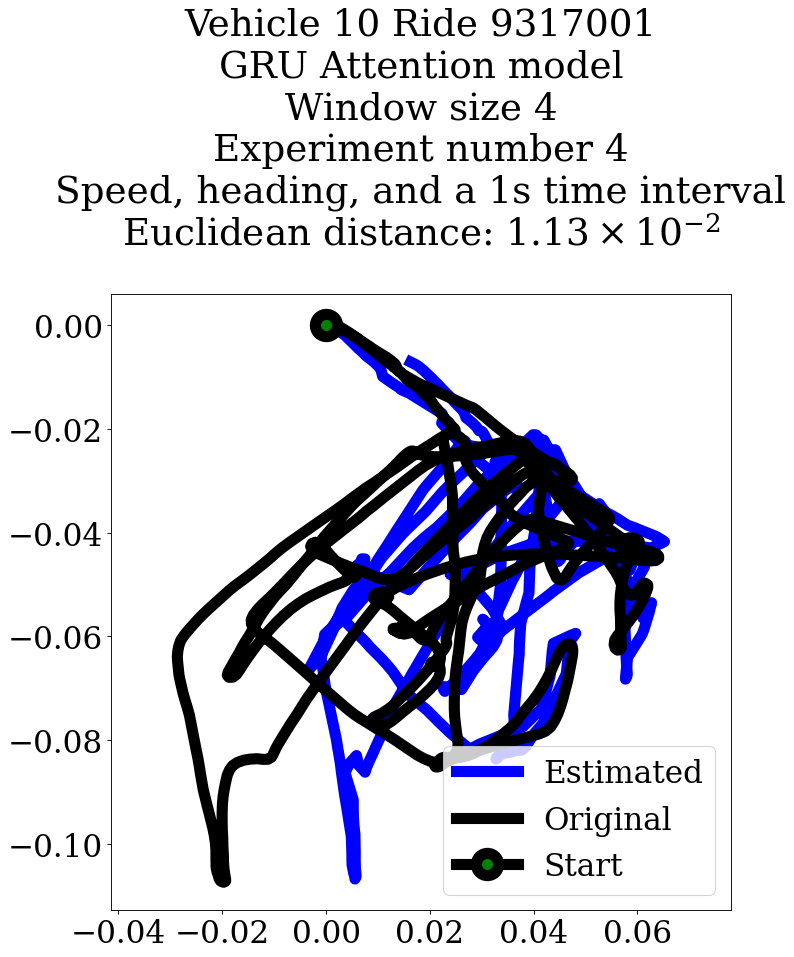 Vehicle 10 Ride 9317001
GRU Attention model
Window size 4
Experiment number 4
Speed, heading, and a 1s time interval
Euclidean distance: 1.13 × 10⁻²
0.00
−0.02
−0.04
−0.06
−0.08
−0.10
Estimated
Original
Start
−0.04 −0.02 0.00 0.02 0.04 0.06